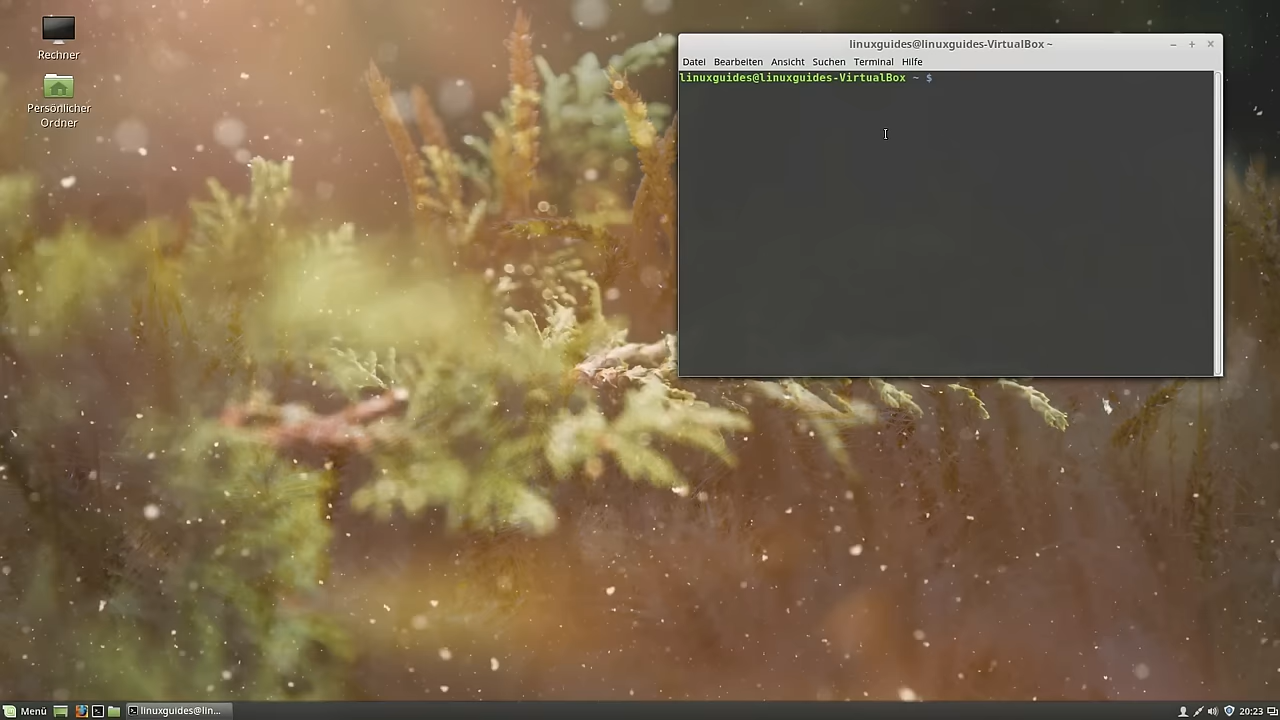 Rechner
Persönlicher
Ordner
linuxguides@linuxguides-VirtualBox ~
Datei Bearbeiten Ansicht Suchen Terminal Hilfe
linuxguides@linuxguides-VirtualBox ~ $
Menü
linuxguides@lin...
20:23